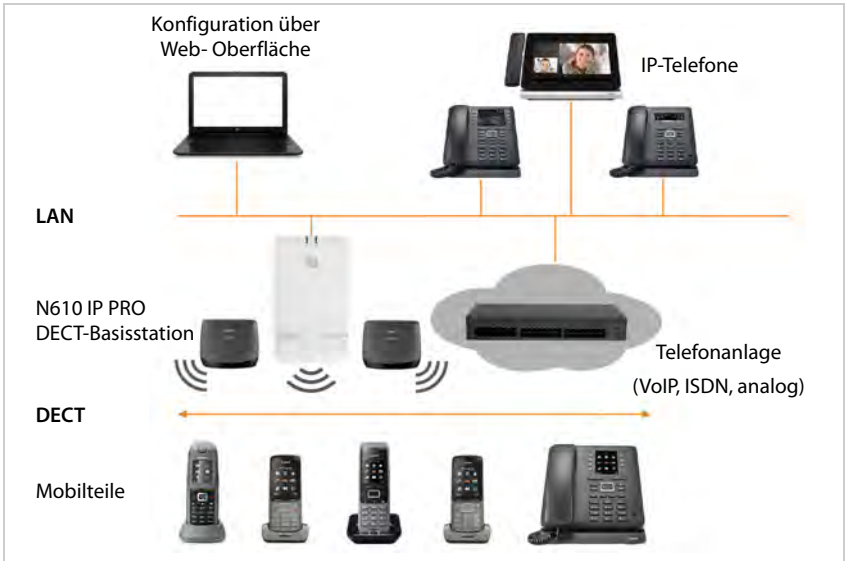 Konfiguration über
Web- Oberfläche
IP-Telefone
LAN
N610 IP PRO
DECT-Basisstation
Telefonanlage
(VoIP, ISDN, analog)
DECT
Mobilteile